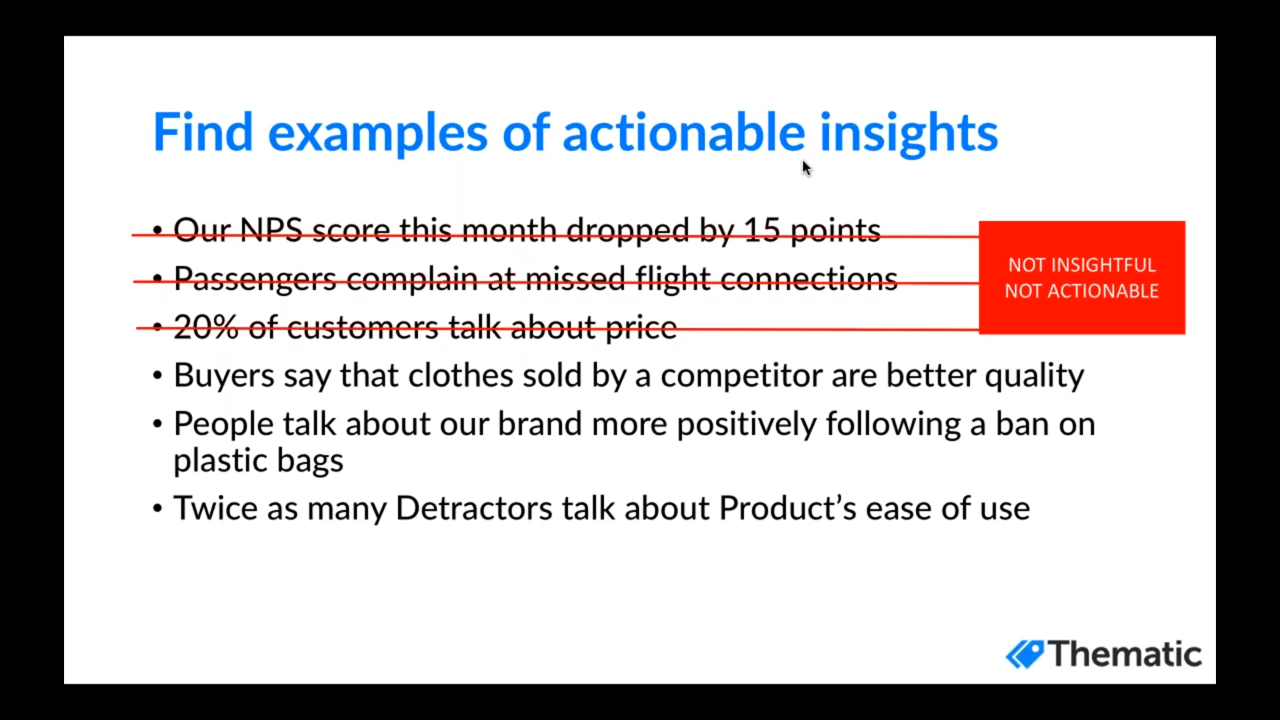 Find examples of actionable insights
• Our NPS score this month dropped by 15 points
• Passengers complain at missed flight connections
• 20% of customers talk about price
NOT INSIGHTFUL
NOT ACTIONABLE
• Buyers say that clothes sold by a competitor are better quality
• People talk about our brand more positively following a ban on
plastic bags
• Twice as many Detractors talk about Product’s ease of use
Thematic